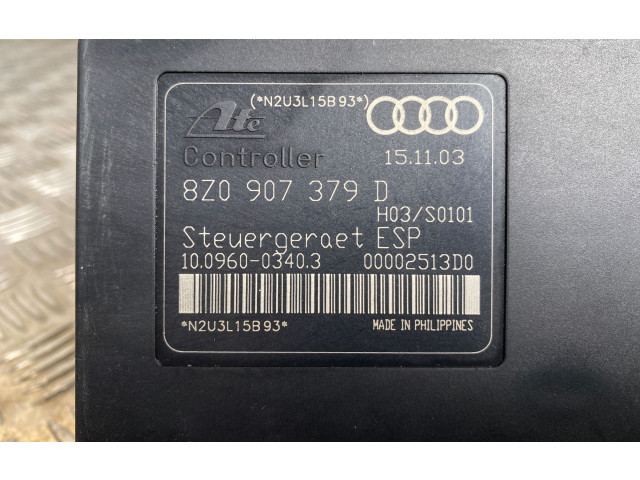 (*N2U3L15B93*)
Ate
Controller 15.11.03
8Z0 907 379 D
H03/S0101
Steuergeraet ESP
10.0960-0340.3 00002513D0
*N2U3L15B93* MADE IN PHILIPPINES